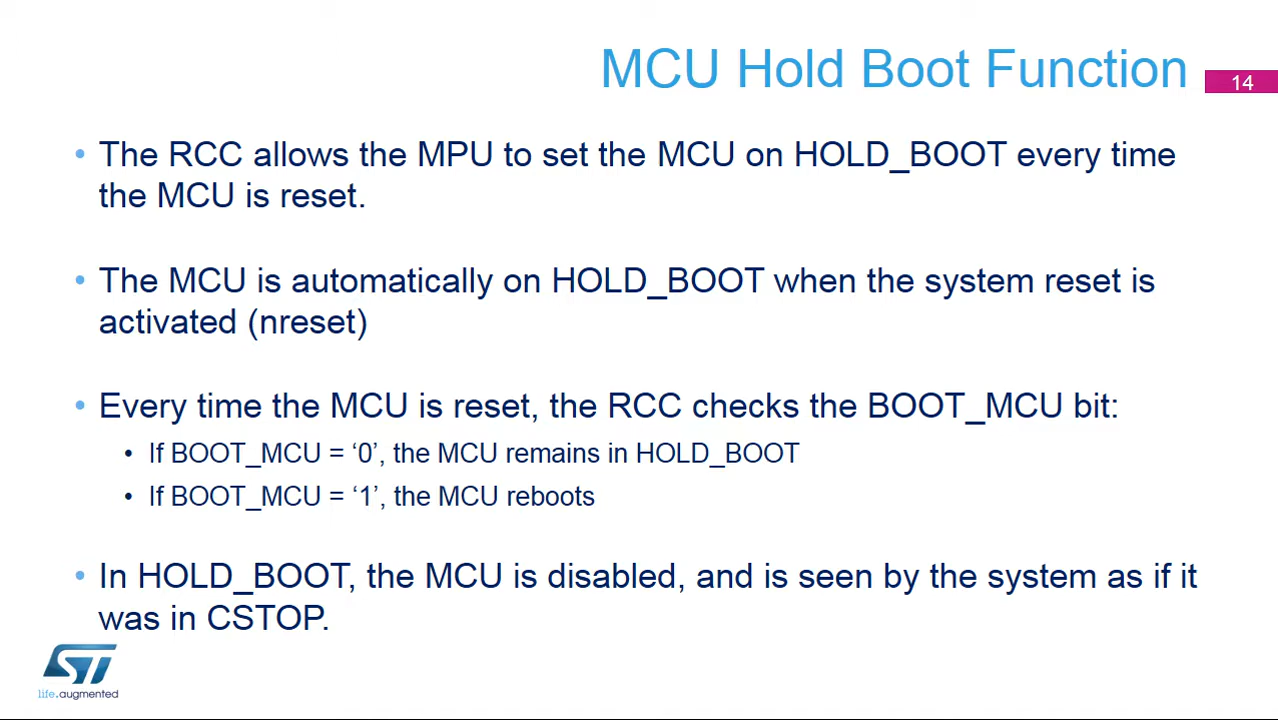 MCU Hold Boot Function
14
• The RCC allows the MPU to set the MCU on HOLD_BOOT every time
the MCU is reset.
• The MCU is automatically on HOLD_BOOT when the system reset is
activated (nreset)
• Every time the MCU is reset, the RCC checks the BOOT_MCU bit:
• If BOOT_MCU = ‘0’, the MCU remains in HOLD_BOOT
• If BOOT_MCU = ‘1’, the MCU reboots
• In HOLD_BOOT, the MCU is disabled, and is seen by the system as if it
was in CSTOP.
ST
life.augmented